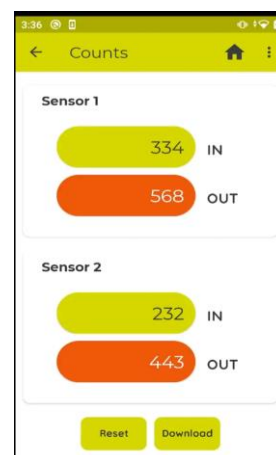 3:36
Counts
Sensor 1
334 IN
568 OUT
Sensor 2
232 IN
443 OUT
Reset Download